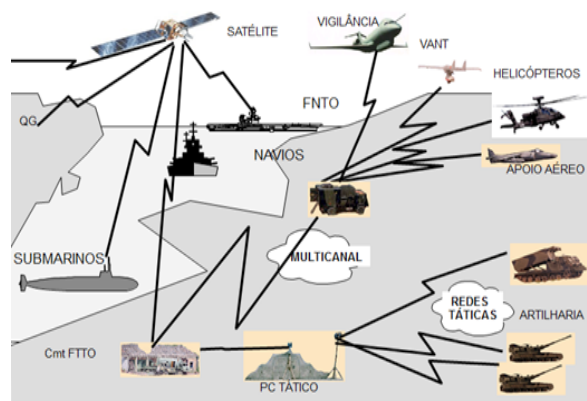 SATÉLITE
VIGILÂNCIA
VANT
HELICÓPTEROS
FNTO
QG
NAVIOS
APOIO AÉREO
SUBMARINOS
MULTICANAL
REDES
TÁTICAS
ARTILHARIA
Cmt FTTO
PC TÁTICO